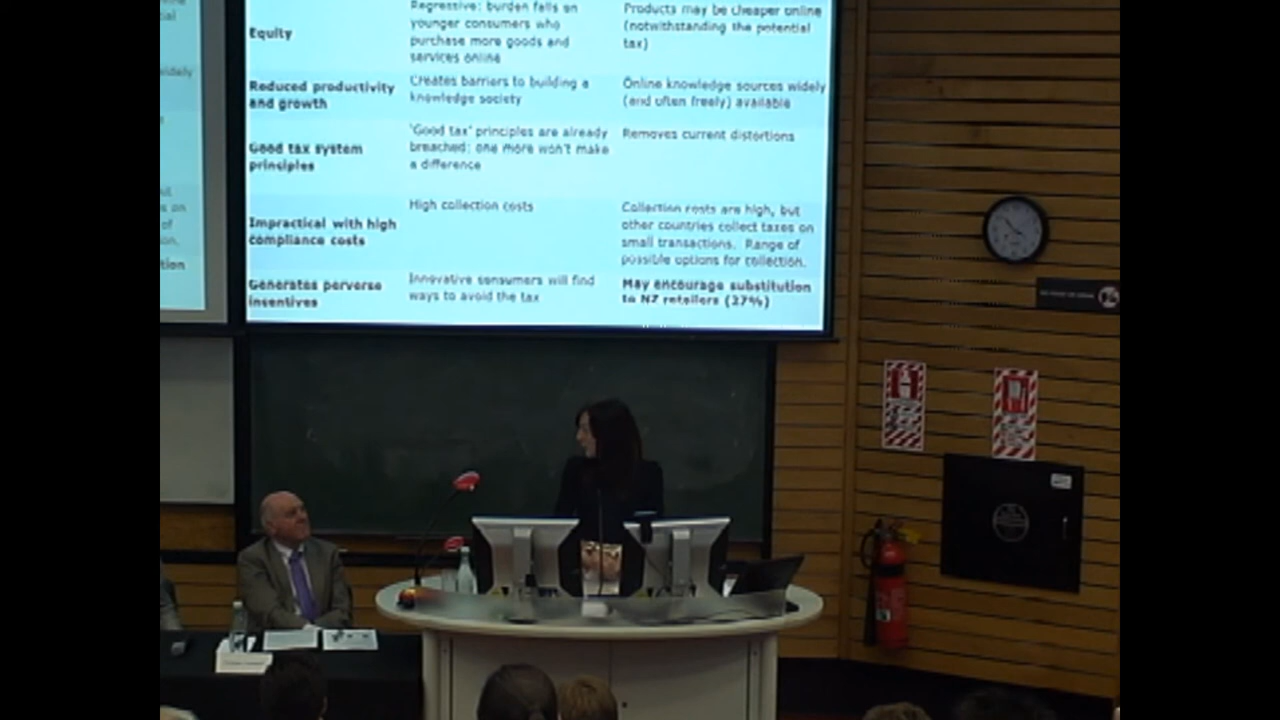 Equity
Regressive: burden falls on
younger consumers who
purchase more goods and
services online
Products may be cheaper online
(notwithstanding the potential
tax)
Reduced productivity
and growth
Creates barriers to building a
knowledge society
Online knowledge sources widely
(and often freely) available
Good tax system
principles
'Good tax' principles are already
breached: one more won't make
a difference
Removes current distortions
Impractical with high
compliance costs
High collection costs
Collection costs are high, but
other countries collect taxes on
small transactions. Range of
possible options for collection.
Generates perverse
incentives
Innovative consumers will find
ways to avoid the tax
May encourage substitution
to NZ retailers (27%)